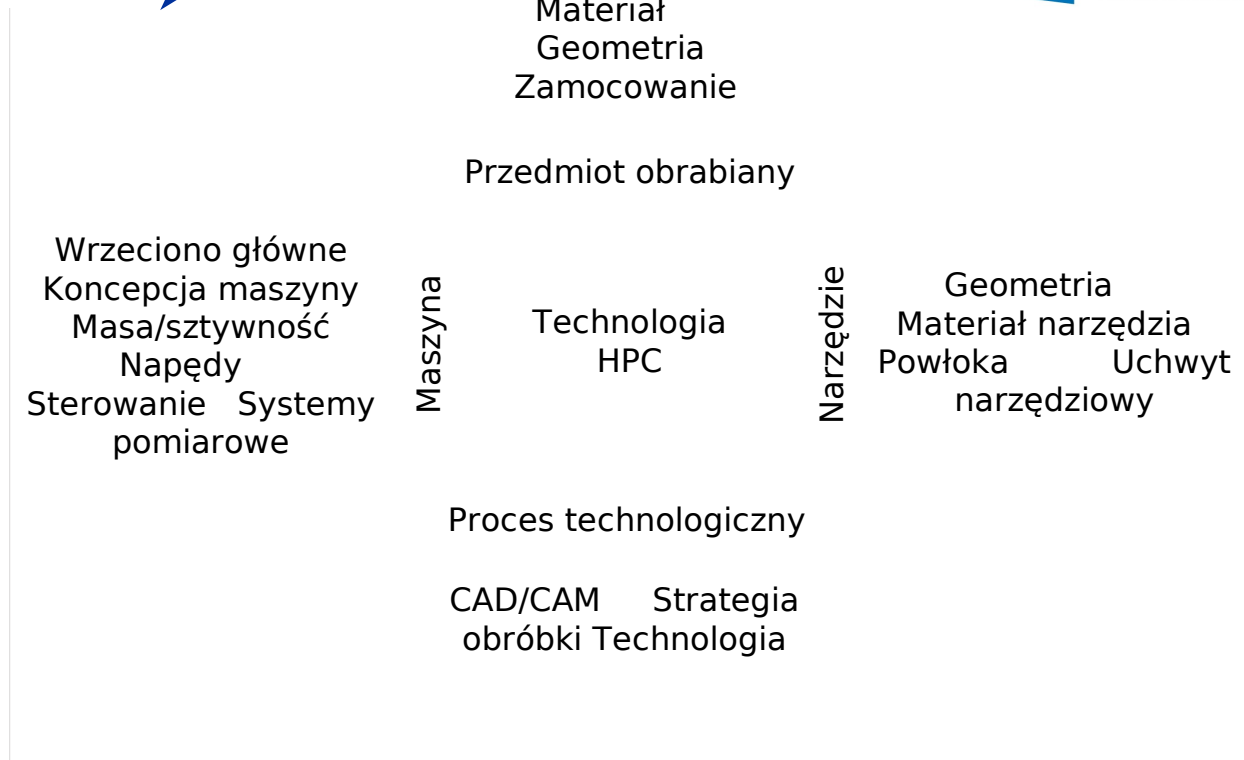 Materiał
Geometria
Zamocowanie
Przedmiot obrabiany
Wrzeciono główne
Koncepcja maszyny
Masa/sztywność
Napędy
Sterowanie Systemy
pomiarowe
Maszyna
Technologia
HPC
Narzędzie
Geometria
Materiał narzędzia
Powłoka Uchwyt
narzędziowy
Proces technologiczny
CAD/CAM Strategia
obróbki Technologia